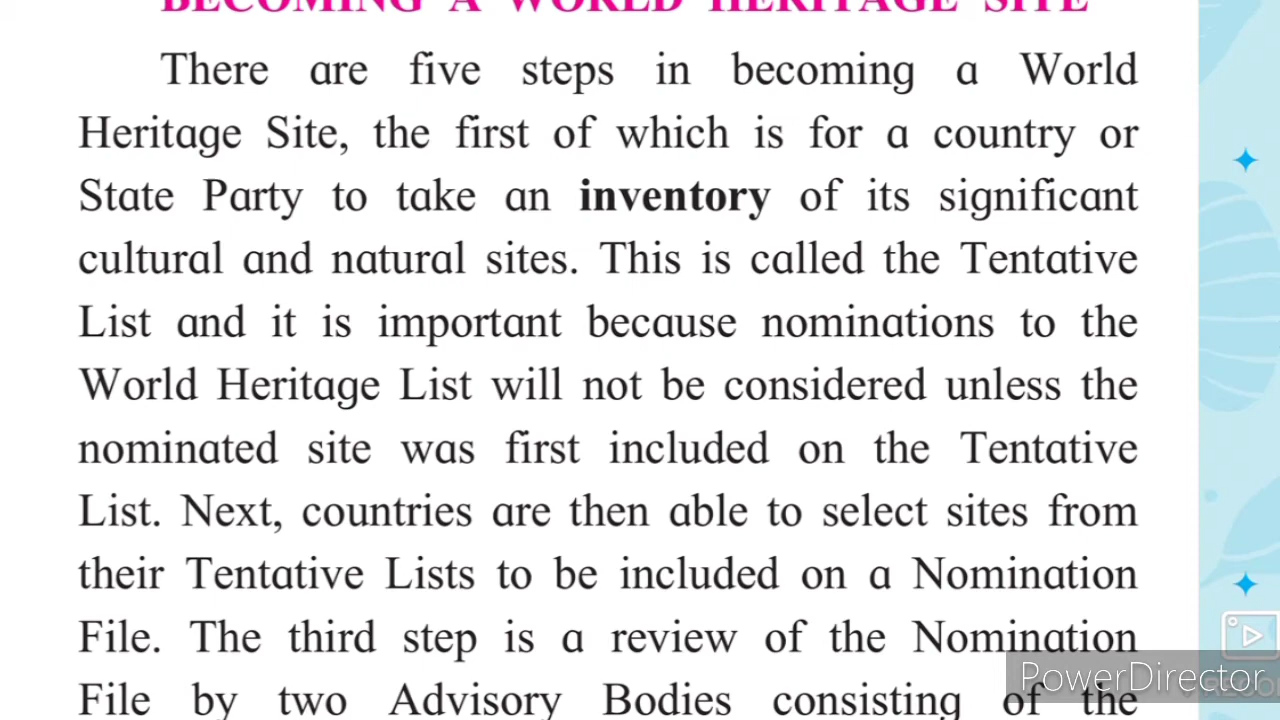 BECOMING A WORLD HERITAGE SITE
There are five steps in becoming a World
Heritage Site, the first of which is for a country or
State Party to take an inventory of its significant
cultural and natural sites. This is called the Tentative
List and it is important because nominations to the
World Heritage List will not be considered unless the
nominated site was first included on the Tentative
List. Next, countries are then able to select sites from
their Tentative Lists to be included on a Nomination
File. The third step is a review of the Nomination
File by two Advisory Bodies consisting of the
PowerDirector